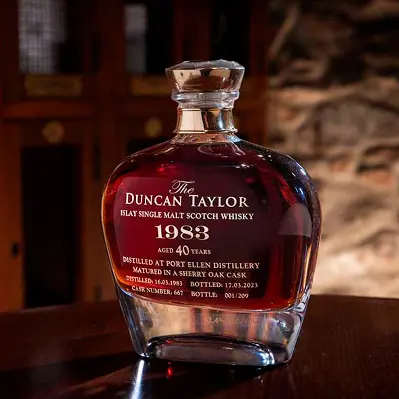 The
DUNCAN TAYLOR
ISLAY SINGLE MALT SCOTCH WHISKY
1983
AGED 40 YEARS
DISTILLED AT PORT ELLEN DISTILLERY
MATURED IN A SHERRY OAK CASK
DISTILLED: 16.03.1983 BOTTLED: 17.03.2023
CASK NUMBER: 667 BOTTLE: 001/209